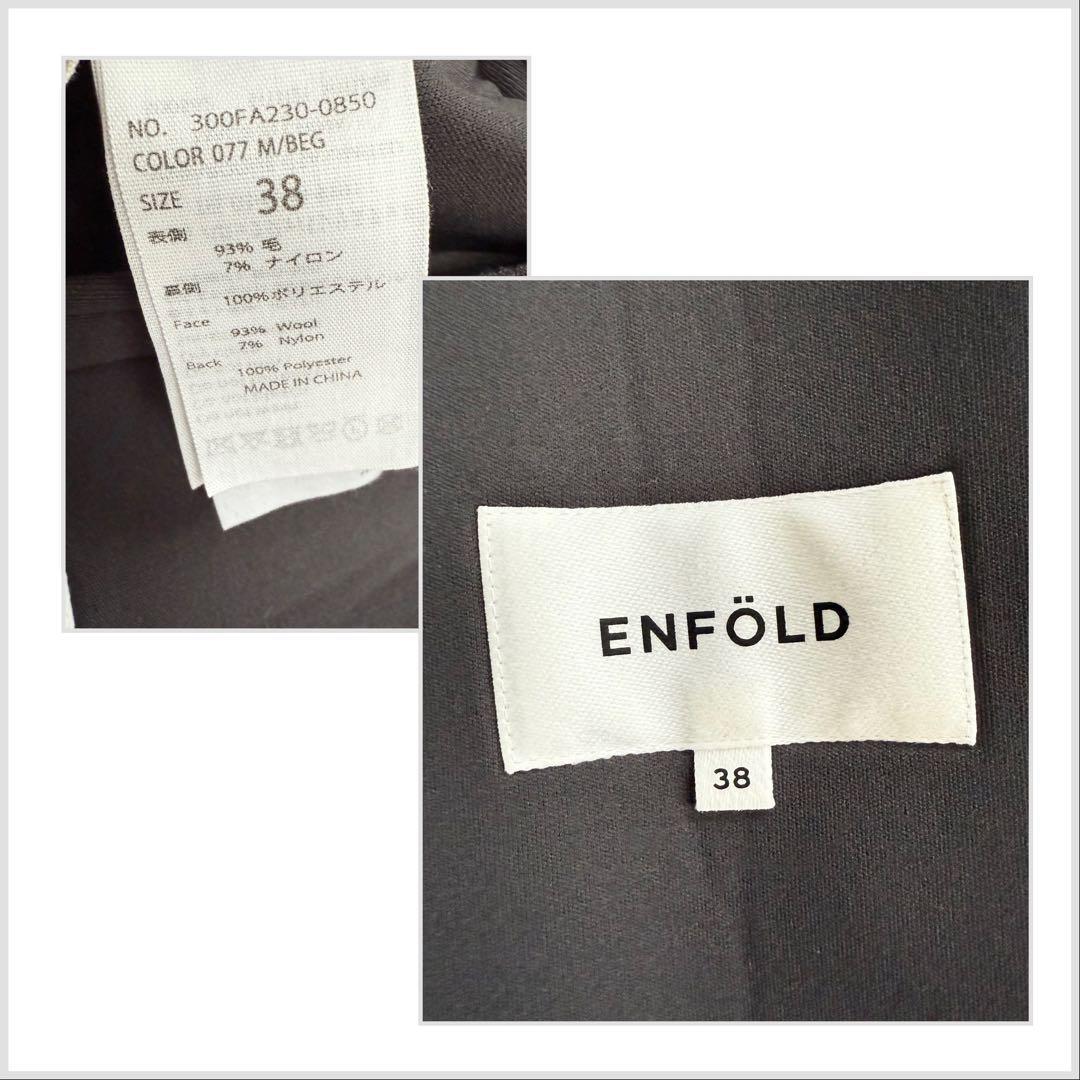 NO. 300FA230-0850
COLOR 077 M/BEG
SIZE 38
表側
93% 毛
7% ナイロン
裏側
100%ポリエステル
Face
93% Wool
7% Nylon
Back
100% Polyester
MADE IN CHINA
ENFÖLD
38